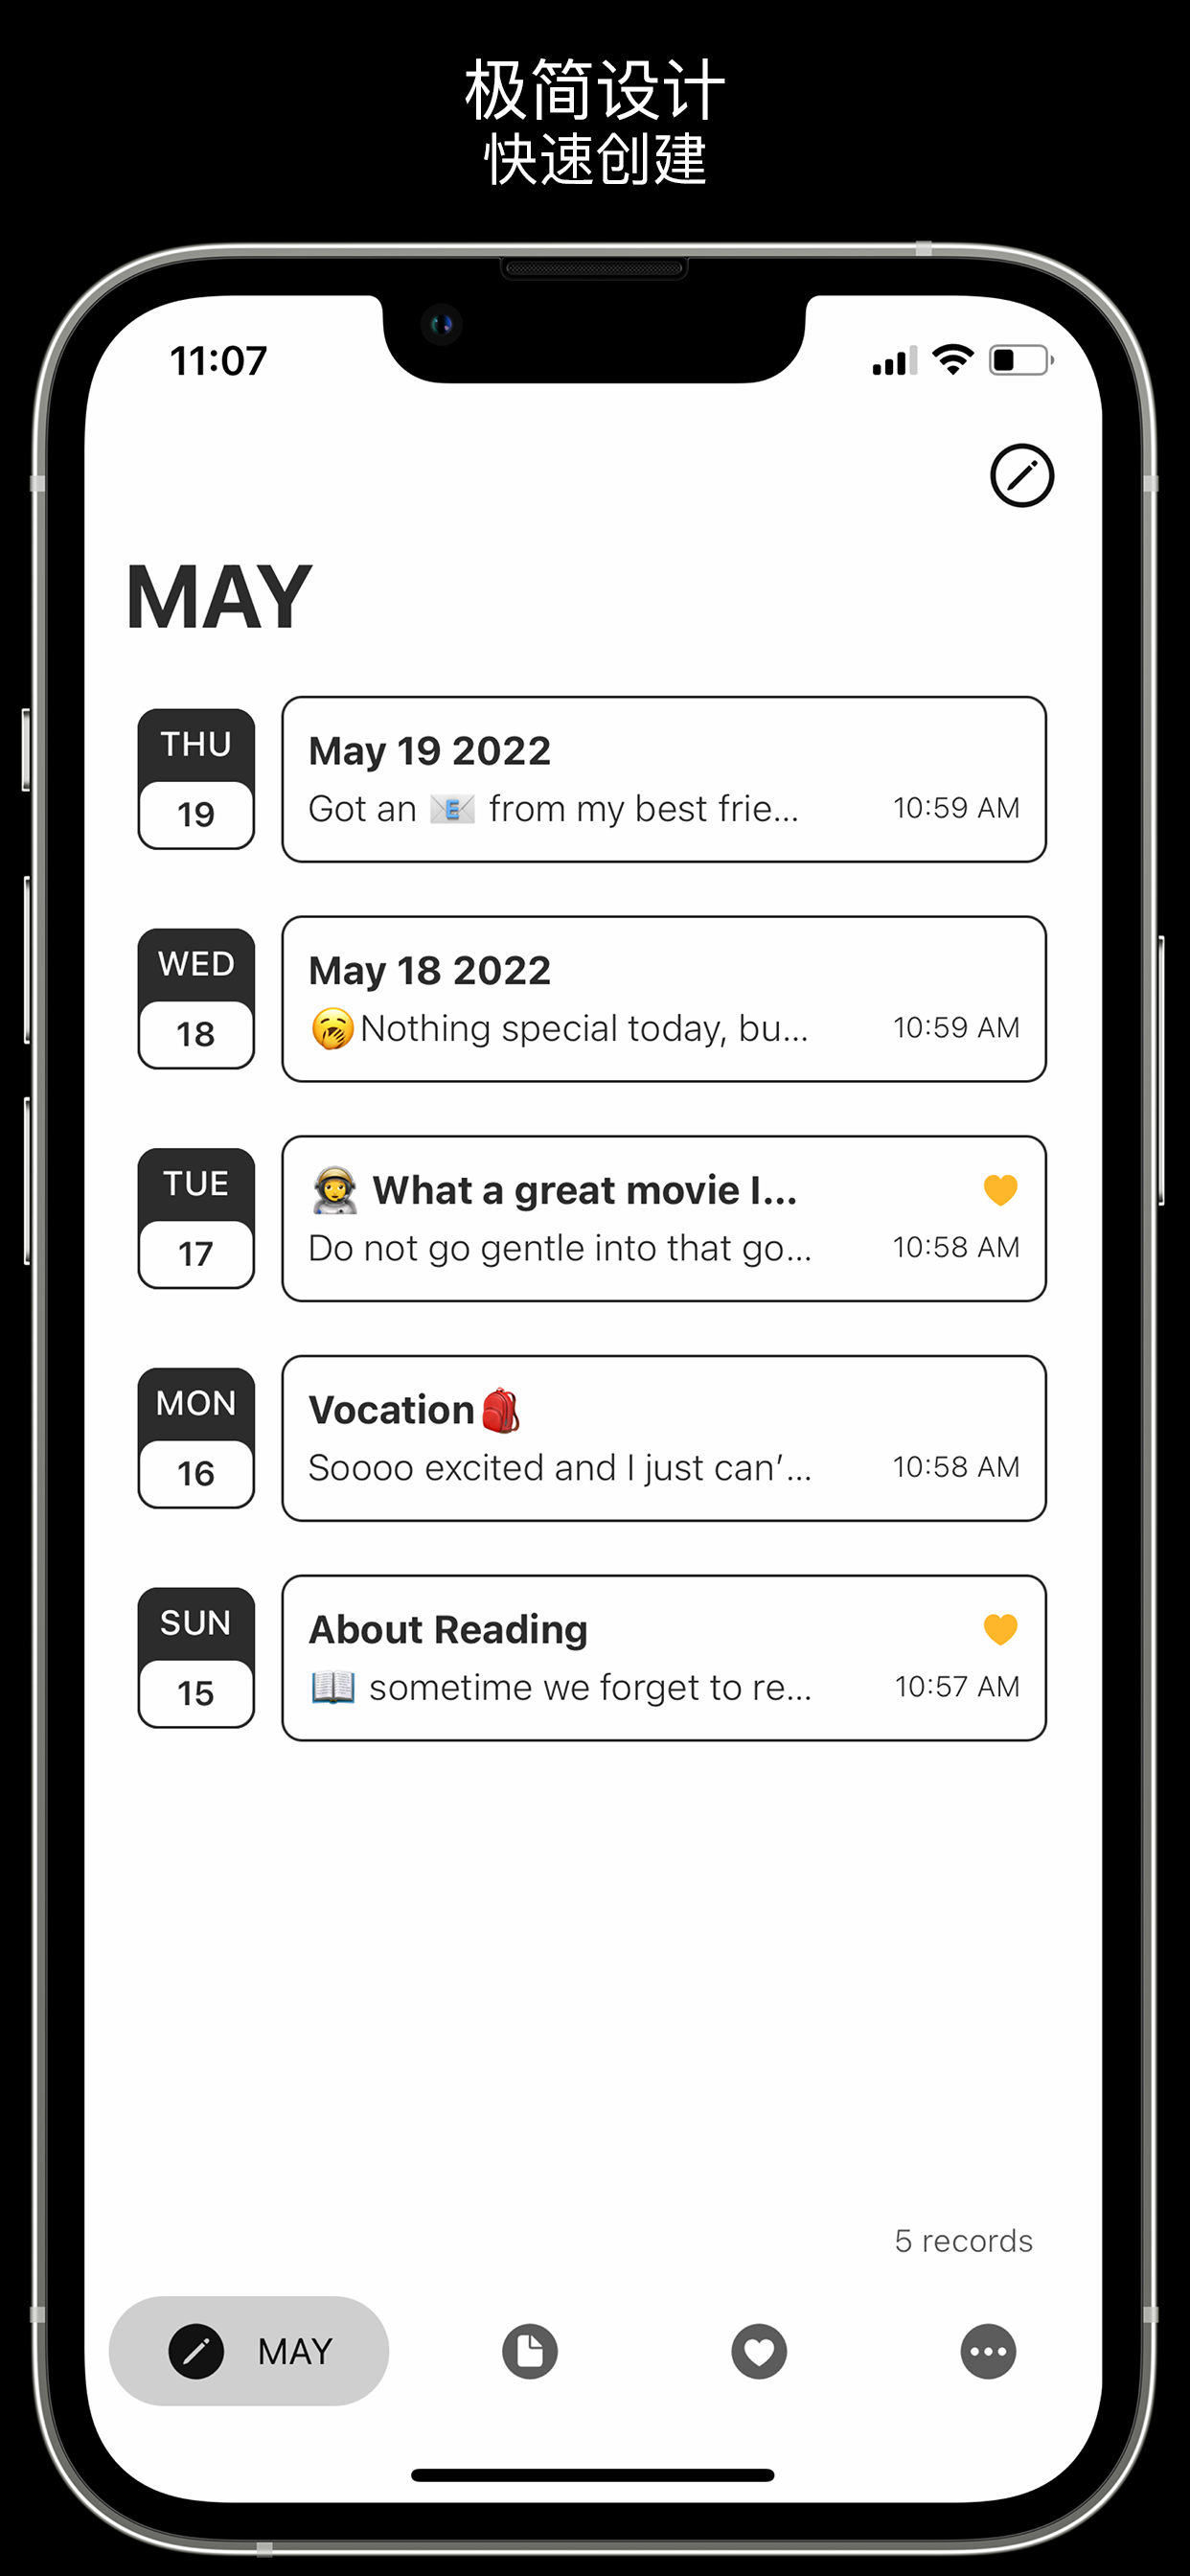 极简设计
快速创建
11:07
MAY
THU
19
May 19 2022
Got an 📧 from my best frie...
10:59 AM
WED
18
May 18 2022
🥱Nothing special today, bu...
10:59 AM
TUE
17
👩‍🚀 What a great movie I...
Do not go gentle into that go...
10:58 AM
MON
16
Vocation🎒
Soooo excited and I just can’...
10:58 AM
SUN
15
About Reading
📖 sometime we forget to re...
10:57 AM
5 records
MAY